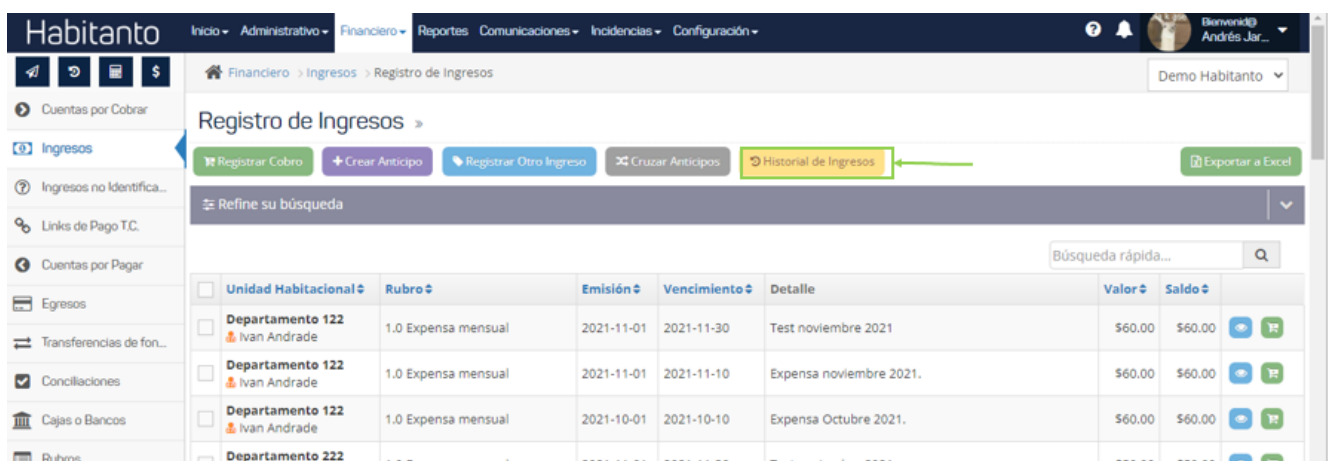 Habitanto
Inicio Administrativo Financiero Reportes Comunicaciones Incidencias Configuración
Bienvenid@
Andrés Jar...
Financiero > Ingresos > Registro de Ingresos
Demo Habitanto
Cuentas por Cobrar
Ingresos
Ingresos no Identifica...
Links de Pago T.C.
Cuentas por Pagar
Egresos
Transferencias de fon...
Conciliaciones
Cajas o Bancos
Rubros
Registro de Ingresos »
Registrar Cobro +Crear Anticipo Registrar Otro Ingreso Cruzar Anticipos Historial de Ingresos Exportar a Excel
Refine su búsqueda
Búsqueda rápida...
Unidad Habitacional Rubro Emisión Vencimiento Detalle Valor Saldo
Departamento 122
Ivan Andrade
1.0 Expensa mensual 2021-11-01 2021-11-30 Test noviembre 2021 $60.00 $60.00
Departamento 122
Ivan Andrade
1.0 Expensa mensual 2021-11-01 2021-11-10 Expensa noviembre 2021. $60.00 $60.00
Departamento 122
Ivan Andrade
1.0 Expensa mensual 2021-10-01 2021-10-10 Expensa Octubre 2021. $60.00 $60.00
Departamento 222